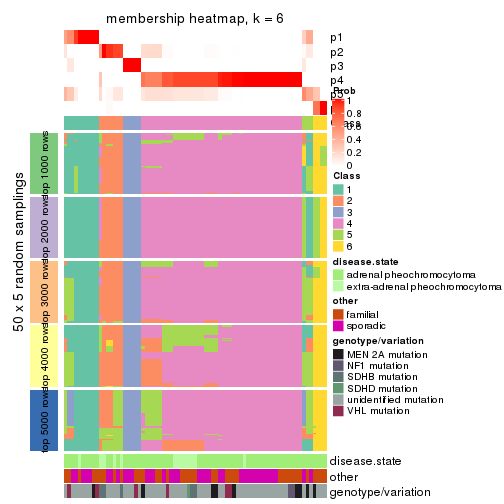 membership heatmap, k = 6
p1
p2
p3
p4
Prob
1
0.8
0.6
0.4
0.2
0
Class
1
2
3
4
5
6
disease.state
adrenal pheochromocytoma
extra-adrenal pheochromocytoma
other
familial
sporadic
genotype/variation
MEN 2A mutation
NF1 mutation
SDHB mutation
SDHD mutation
unidentified mutation
VHL mutation
50 x 5 random samplings
top 1000 rows
top 2000 rows
top 3000 rows
top 4000 rows
top 5000 rows
disease.state
other
genotype/variation